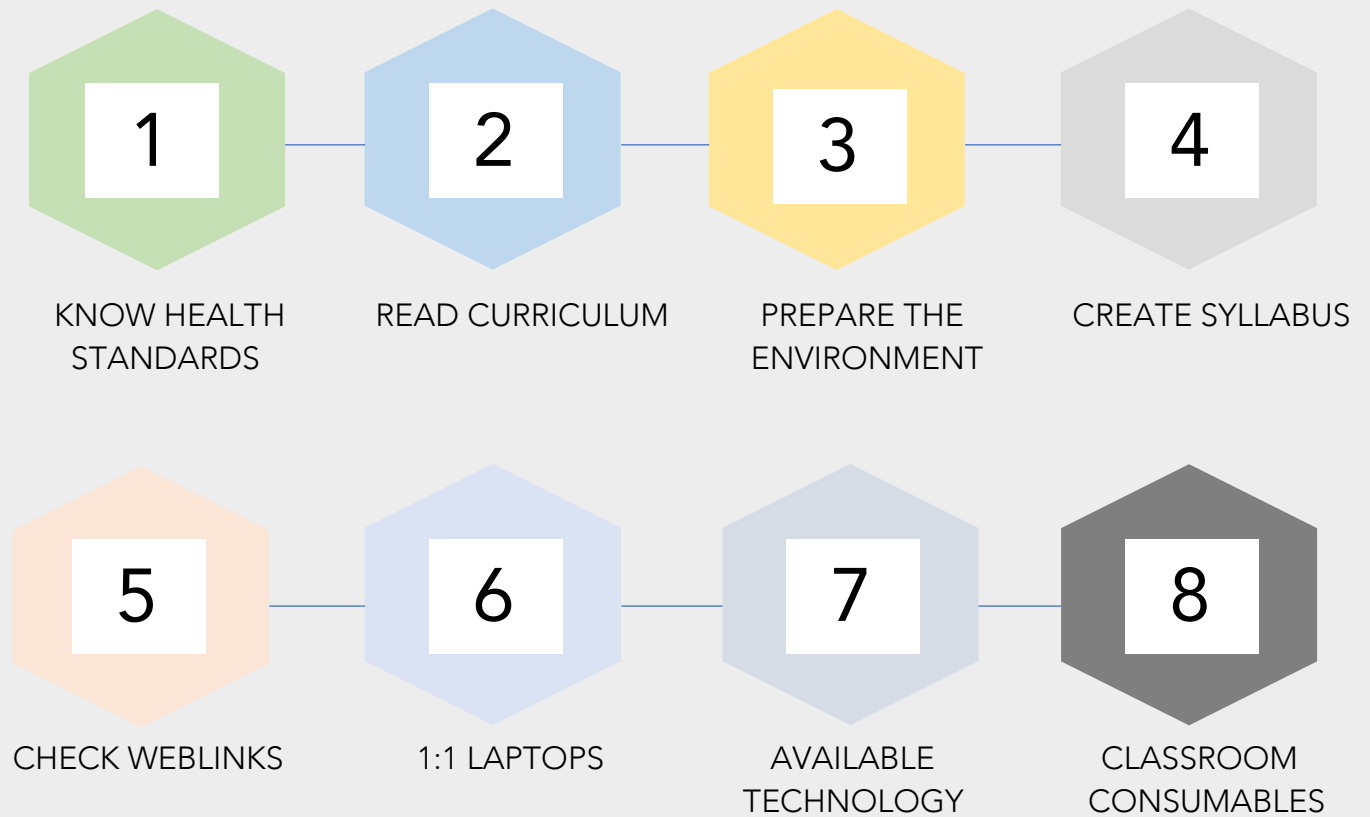 1
2
3
4
KNOW HEALTH
STANDARDS
READ CURRICULUM
PREPARE THE
ENVIRONMENT
CREATE SYLLABUS
5
6
7
8
CHECK WEBLINKS
1:1 LAPTOPS
AVAILABLE
TECHNOLOGY
CLASSROOM
CONSUMABLES